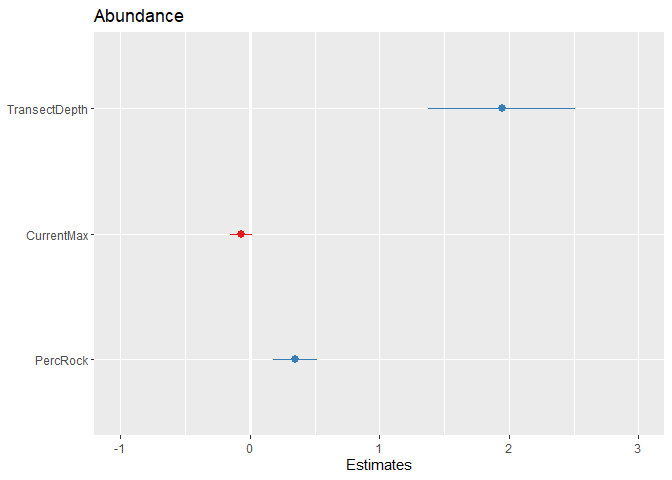 Abundance
TransectDepth
CurrentMax
PercRock
-1 0 1 2 3
Estimates